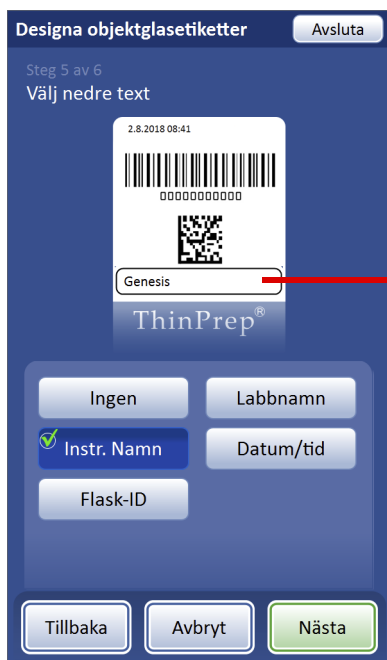 Designa objektglasetiketter Avsluta
Steg 5 av 6
Välj nedre text
2.8.2018 08:41
00000000000
Genesis
ThinPrep®
Ingen Labbnamn
Instr. Namn Datum/tid
Flask-ID
Tillbaka Avbryt Nästa